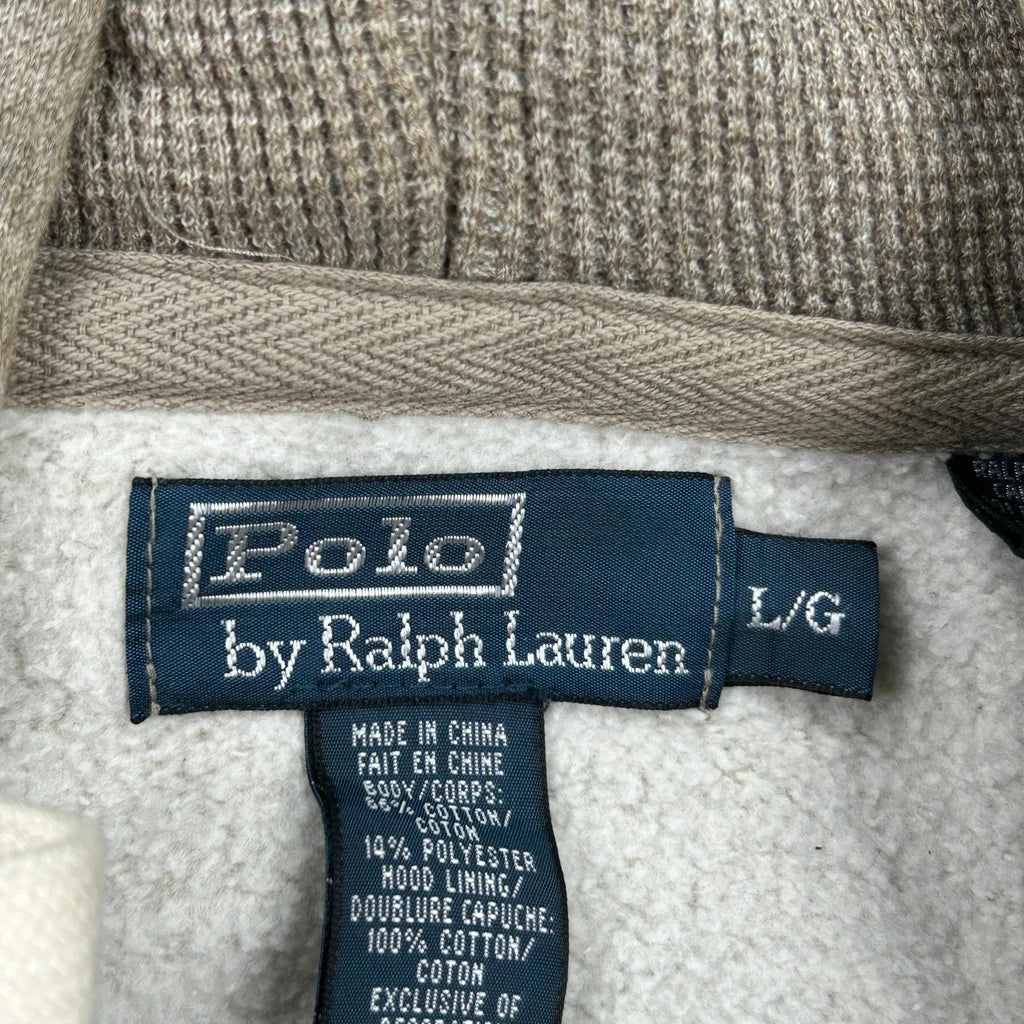 Polo
by Ralph Lauren
L/G
MADE IN CHINA
FAIT EN CHINE
BODY/CORPS:
COTTON/
COTON
14% POLYESTER
HOOD LINING/
DOUBLURE CAPUCHE:
100% COTTON/
COTON
EXCLUSIVE OF